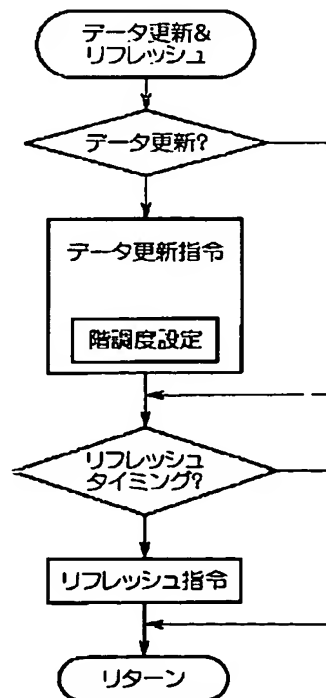 データ更新&
リフレッシュ
データ更新?
データ更新指令
階調度設定
リフレッシュ
タイミング?
リフレッシュ指令
リターン